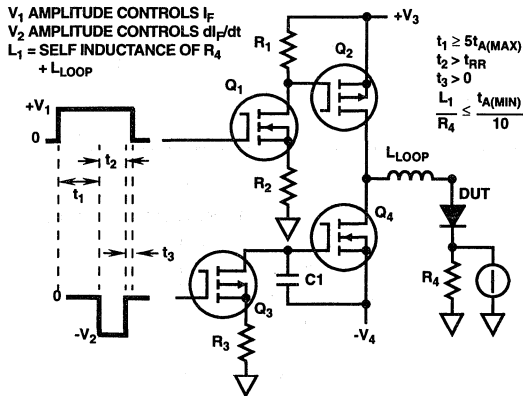 V1 AMPLITUDE CONTROLS IF
V2 AMPLITUDE CONTROLS dIF/dt
L1 = SELF INDUCTANCE OF R4
+ LLOOP
+V1
0
t2
t1
t3
0
-V2
R1
Q1
R2
Q2
+V3
Q3
R3
C1
Q4
-V4
LLOOP
DUT
R4
t1 ≥ 5tA(MAX)
t2 > tRR
t3 > 0
L1/R4 ≤ tA(MIN)/10